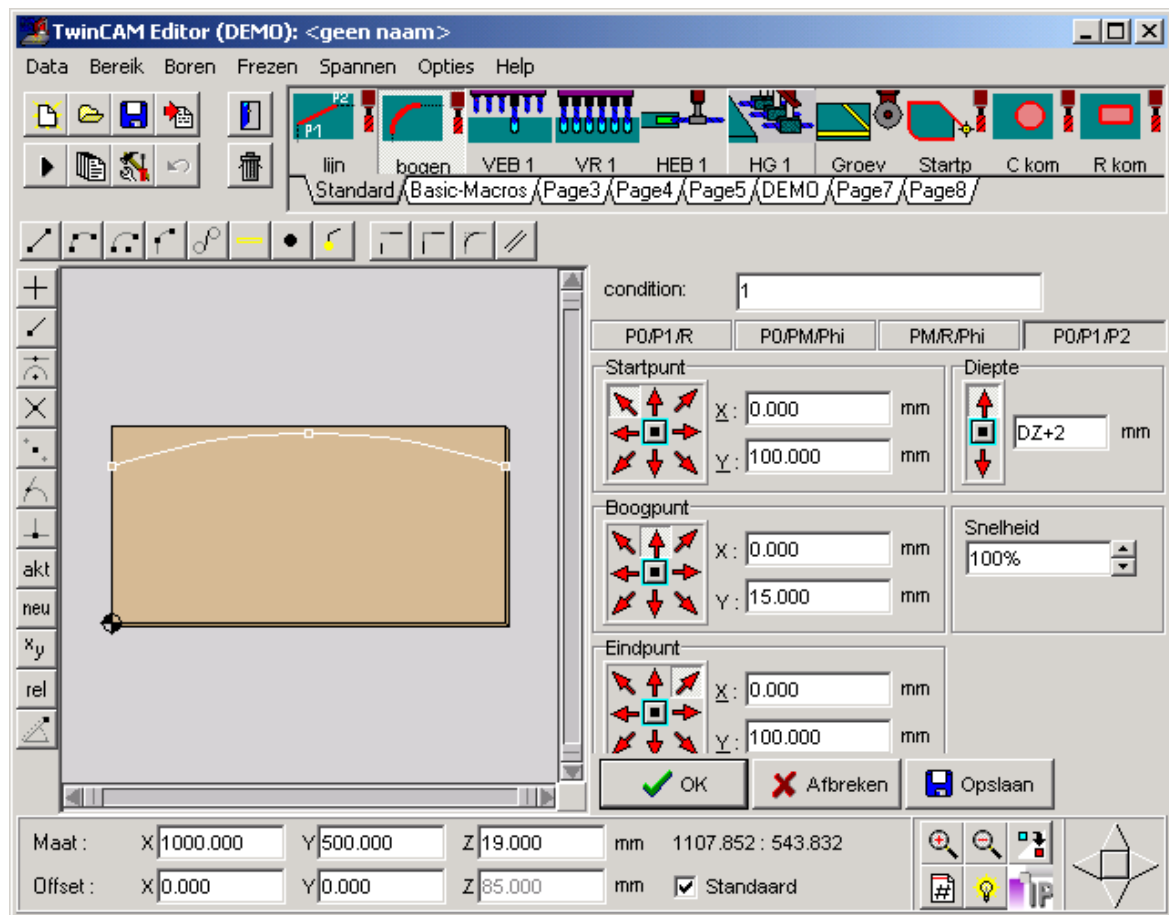 TwinCAM Editor (DEMO): <geen naam>
Data Bereik Boren Frezen Spannen Opties Help
P2
P1
lijn bogen VEB 1 VR 1 HEB 1 HG 1 Groev Startp C kom R kom
Standard Basic-Macros Page3 Page4 Page5 DEMO Page7 Page8
condition: 1
P0/P1/R P0/PM/Phi PM/R/Phi P0/P1/P2
Startpunt
X : 0.000 mm
Y : 100.000 mm
Diepte
DZ+2 mm
Boogpunt
X : 0.000 mm
Y : 15.000 mm
Snelheid
100%
Eindpunt
X : 0.000 mm
Y : 100.000 mm
akt
neu
xy
rel
OK Afbreken Opslaan
Maat : X 1000.000 Y 500.000 Z 19.000 mm 1107.852 : 543.832
Offset : X 0.000 Y 0.000 Z 85.000 mm Standaard
#
IP